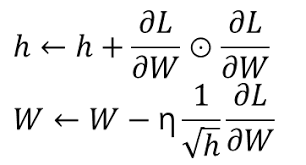 h ← h + ∂L/∂W ⊙ ∂L/∂W
W ← W − η 1/√h ∂L/∂W